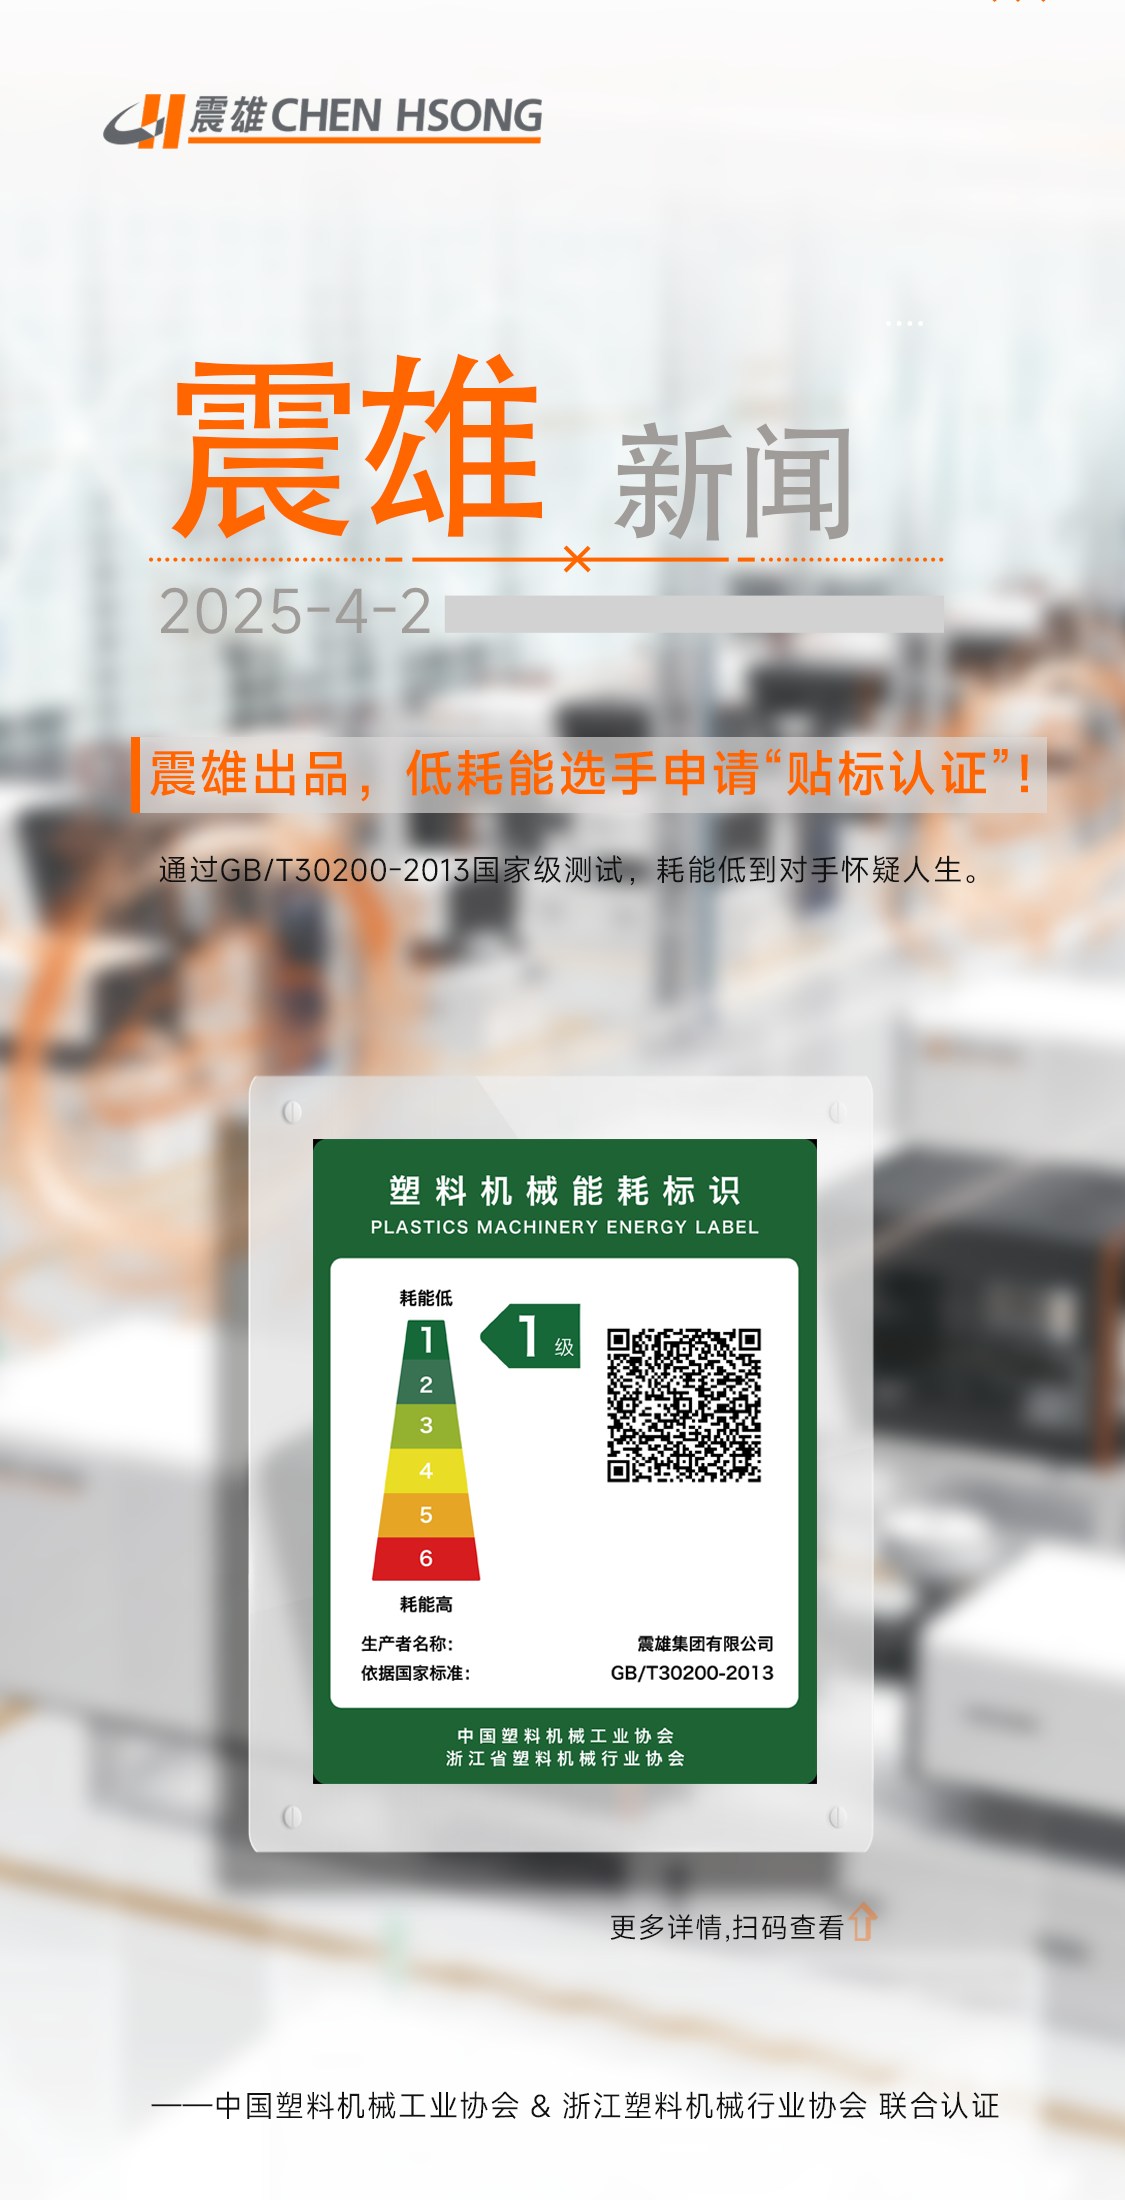 震雄CHEN HSONG
震雄 新闻
2025-4-2
震雄出品，低耗能选手申请“贴标认证”！
通过GB/T30200-2013国家级测试，耗能低到对手怀疑人生。
塑料机械能耗标识
PLASTICS MACHINERY ENERGY LABEL
耗能低
1 1级
2
3
4
5
6
耗能高
生产者名称： 震雄集团有限公司
依据国家标准： GB/T30200-2013
中国塑料机械工业协会
浙江省塑料机械行业协会
更多详情,扫码查看
——中国塑料机械工业协会 & 浙江塑料机械行业协会 联合认证